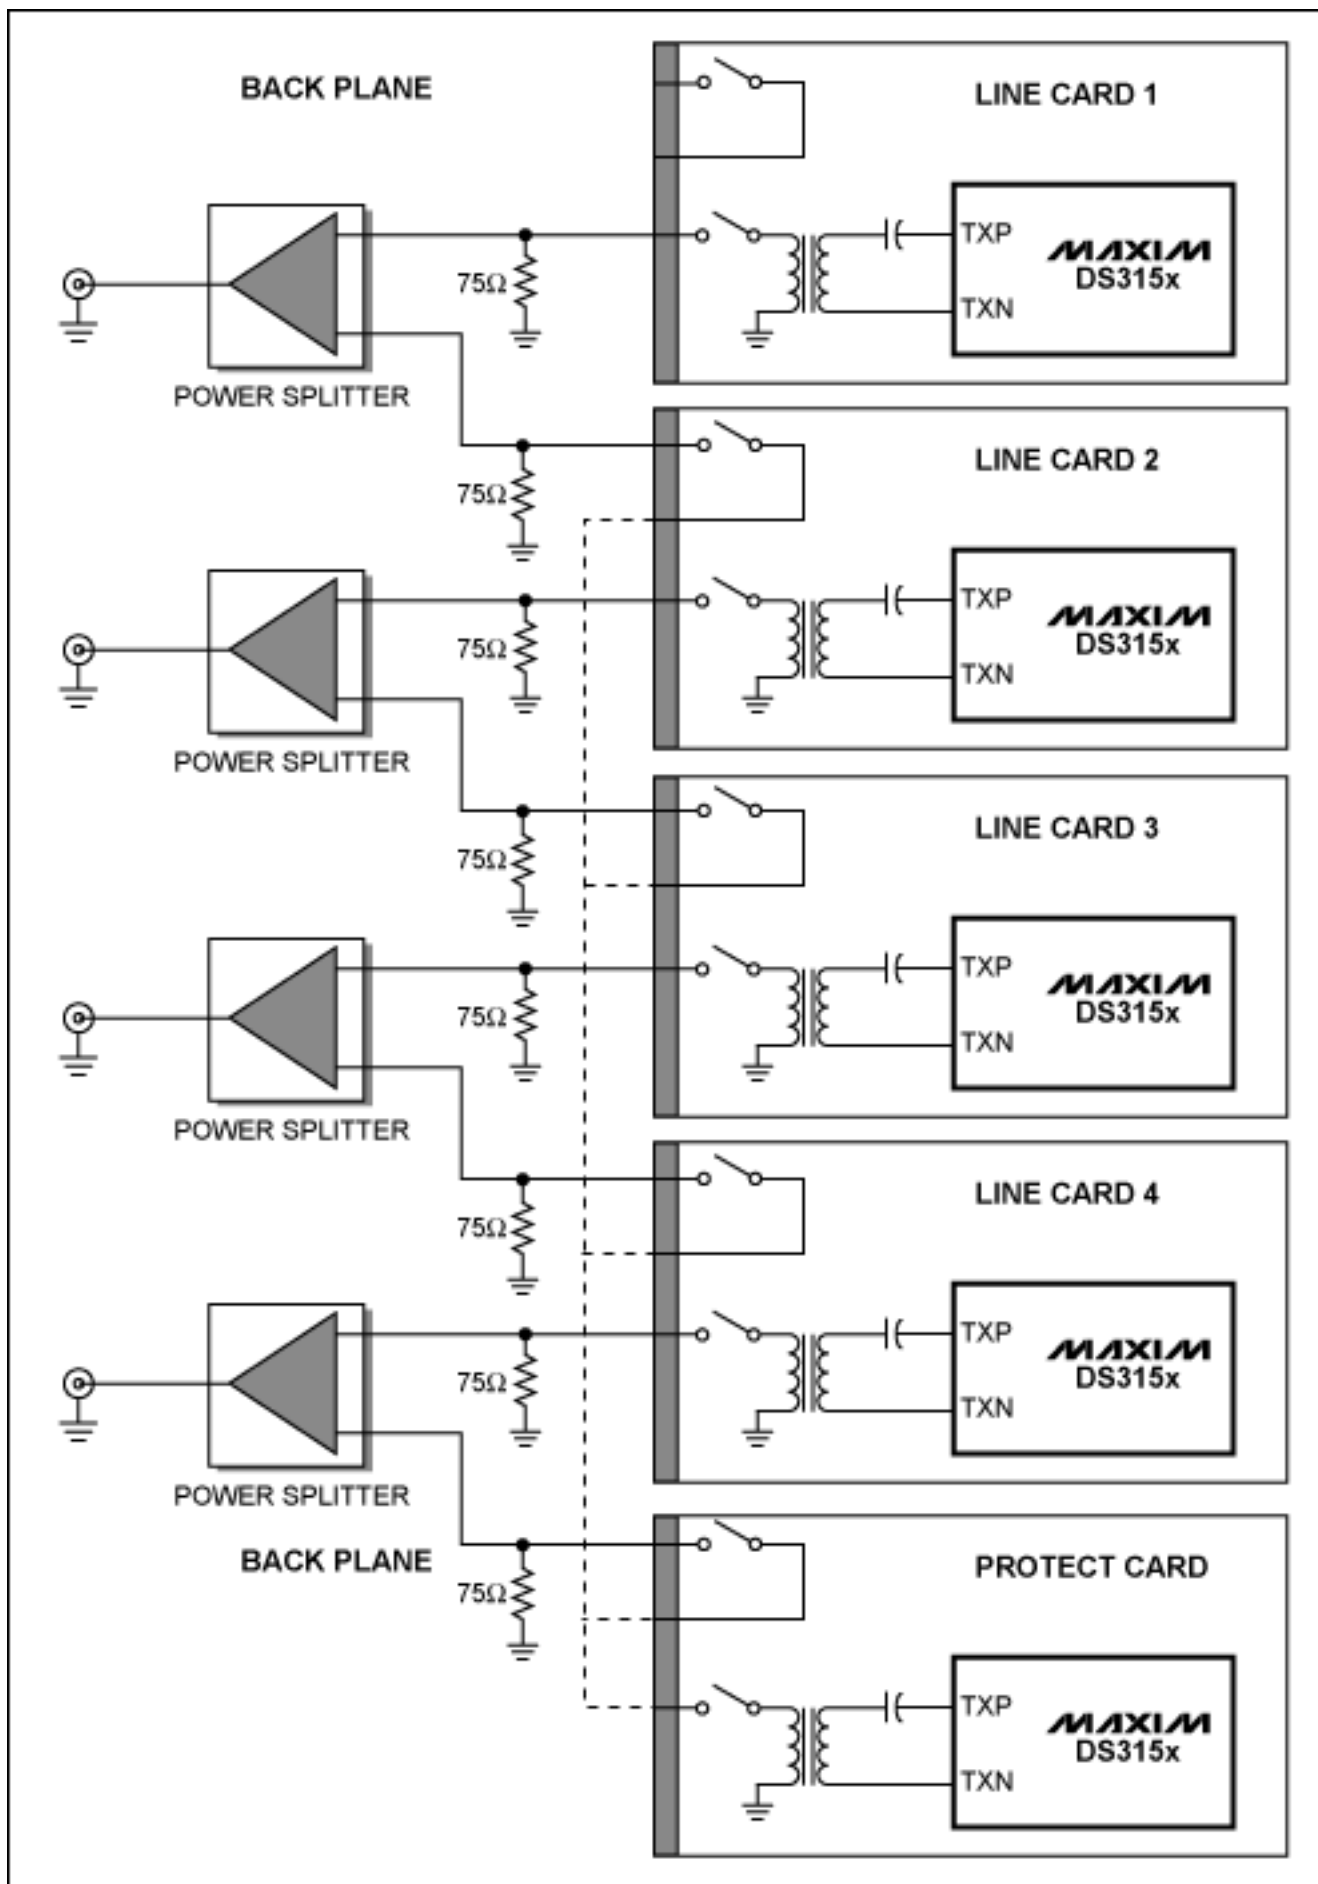 BACK PLANE
LINE CARD 1
TXP
MAXIM
DS315x
TXN
75Ω
POWER SPLITTER
LINE CARD 2
75Ω
TXP
MAXIM
DS315x
TXN
75Ω
POWER SPLITTER
LINE CARD 3
75Ω
TXP
MAXIM
DS315x
TXN
75Ω
POWER SPLITTER
LINE CARD 4
75Ω
TXP
MAXIM
DS315x
TXN
75Ω
POWER SPLITTER
BACK PLANE
PROTECT CARD
75Ω
TXP
MAXIM
DS315x
TXN